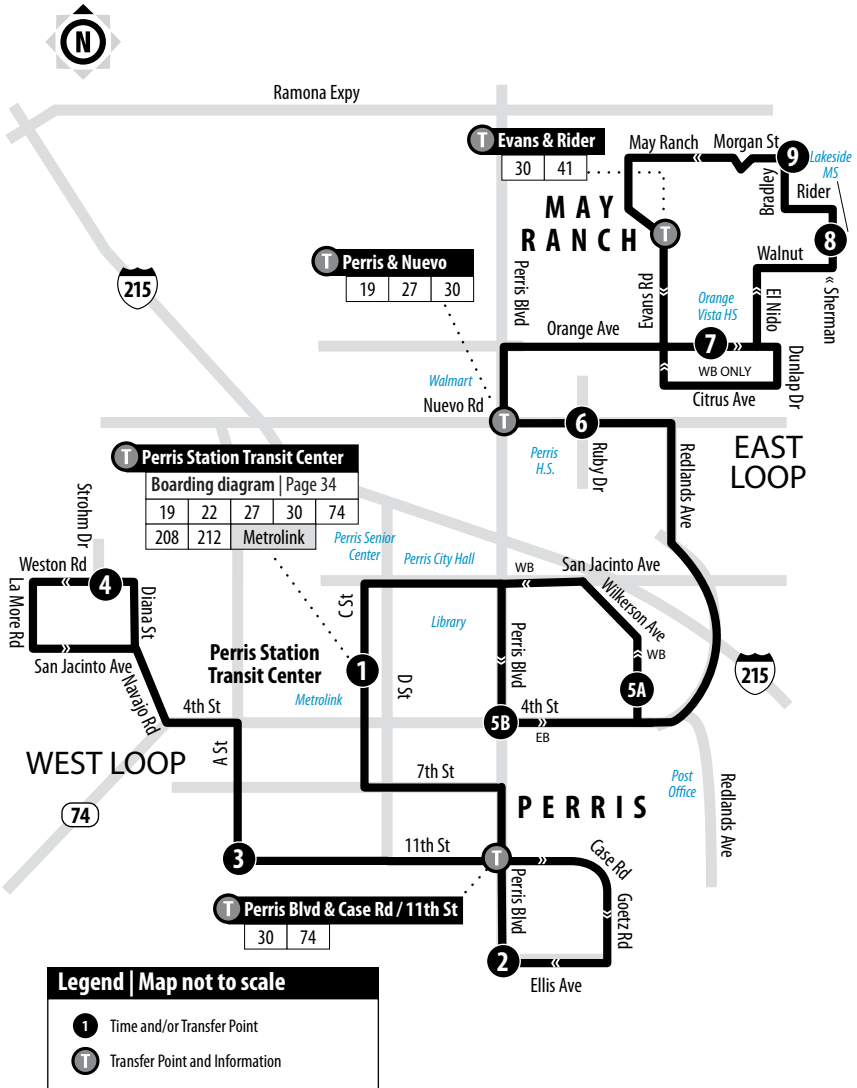 N
Ramona Expy
T Evans & Rider
30 41
May Ranch
Morgan St
9
Lakeside
MS
Bradley
Rider
MAY
RANCH
T
8
Walnut
« Sherman
T Perris & Nuevo
19 27 30
215
Perris Blvd
Evans Rd
Orange
Vista HS
El Nido
Orange Ave
7
WB ONLY
Dunlap Dr
Citrus Ave
Walmart
Nuevo Rd
T
6
Perris
H.S.
Ruby Dr
Redlands Ave
EAST
LOOP
T Perris Station Transit Center
Boarding diagram | Page 34
19 22 27 30 74
208 212 Metrolink
Strohm Dr
Perris Senior
Center
Perris City Hall
WB
San Jacinto Ave
Weston Rd
4
La More Rd
Diana St
C St
Wilkerson Ave
Library
Perris Blvd
WB
San Jacinto Ave
Navajo Rd
Perris Station
Transit Center
1
D St
Metrolink
5A
215
4th St
5B
4th St
EB
A St
WEST LOOP
7th St
Post
Office
Redlands Ave
74
PERRIS
3
11th St
T
Case Rd
Goetz Rd
Perris Blvd
T Perris Blvd & Case Rd / 11th St
30 74
2
Ellis Ave
Legend | Map not to scale
1 Time and/or Transfer Point
T Transfer Point and Information